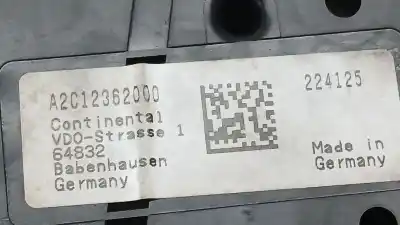 A2C12362000
Continental
VDO-Strasse 1
64832
Babenhausen
Germany
224125
Made in
Germany